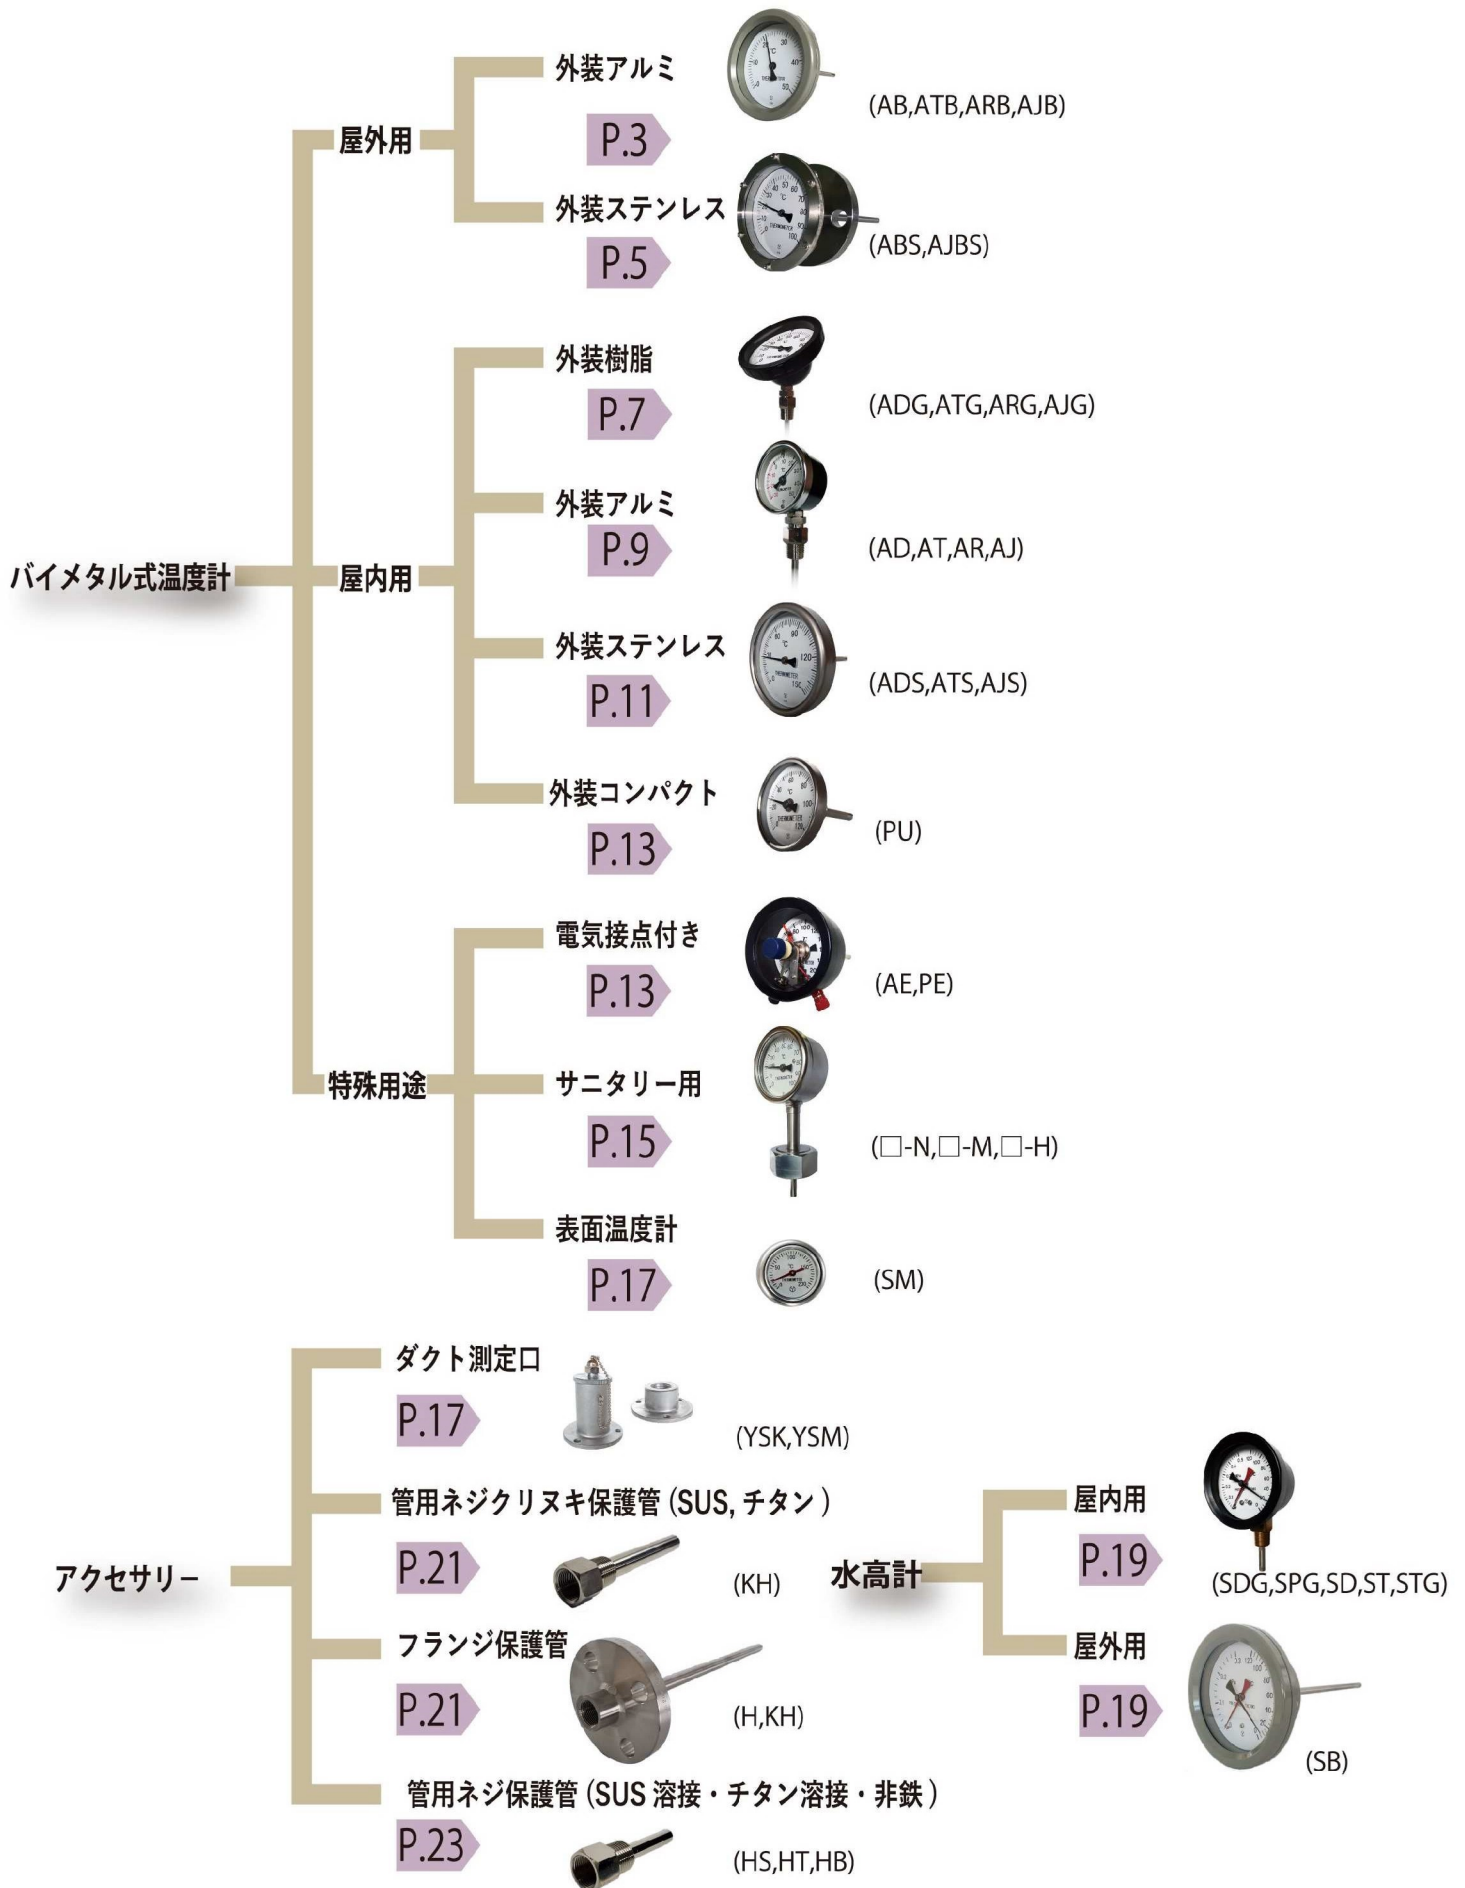 外装アルミ
(AB,ATB,ARB,AJB)
P.3
屋外用
外装ステンレス
P.5
(ABS,AJBS)
外装樹脂
P.7
(ADG,ATG,ARG,AJG)
外装アルミ
P.9
(AD,AT,AR,AJ)
バイメタル式温度計
屋内用
外装ステンレス
P.11
(ADS,ATS,AJS)
外装コンパクト
P.13
(PU)
電気接点付き
P.13
(AE,PE)
特殊用途
サニタリー用
P.15
(□-N,□-M,□-H)
表面温度計
P.17
(SM)
ダクト測定口
P.17
(YSK,YSM)
管用ネジクリヌキ保護管 (SUS, チタン )
P.21
(KH)
アクセサリー
フランジ保護管
P.21
(H,KH)
管用ネジ保護管 (SUS 溶接・チタン溶接・非鉄 )
P.23
(HS,HT,HB)
水高計
屋内用
P.19
(SDG,SPG,SD,ST,STG)
屋外用
P.19
(SB)